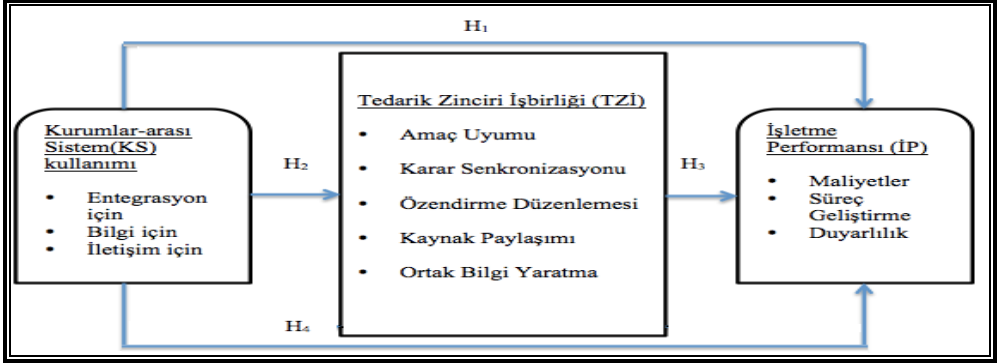 H₁
Kurumlar-arası
Sistem(KS)
kullanımı
• Entegrasyon
için
• Bilgi için
• İletişim için
H₂
Tedarik Zinciri İşbirliği (TZİ)
• Amaç Uyumu
• Karar Senkronizasyonu
• Özendirme Düzenlemesi
• Kaynak Paylaşımı
• Ortak Bilgi Yaratma
H₃
İşletme
Performansı (İP)
• Maliyetler
• Süreç
Geliştirme
• Duyarlılık
H₄